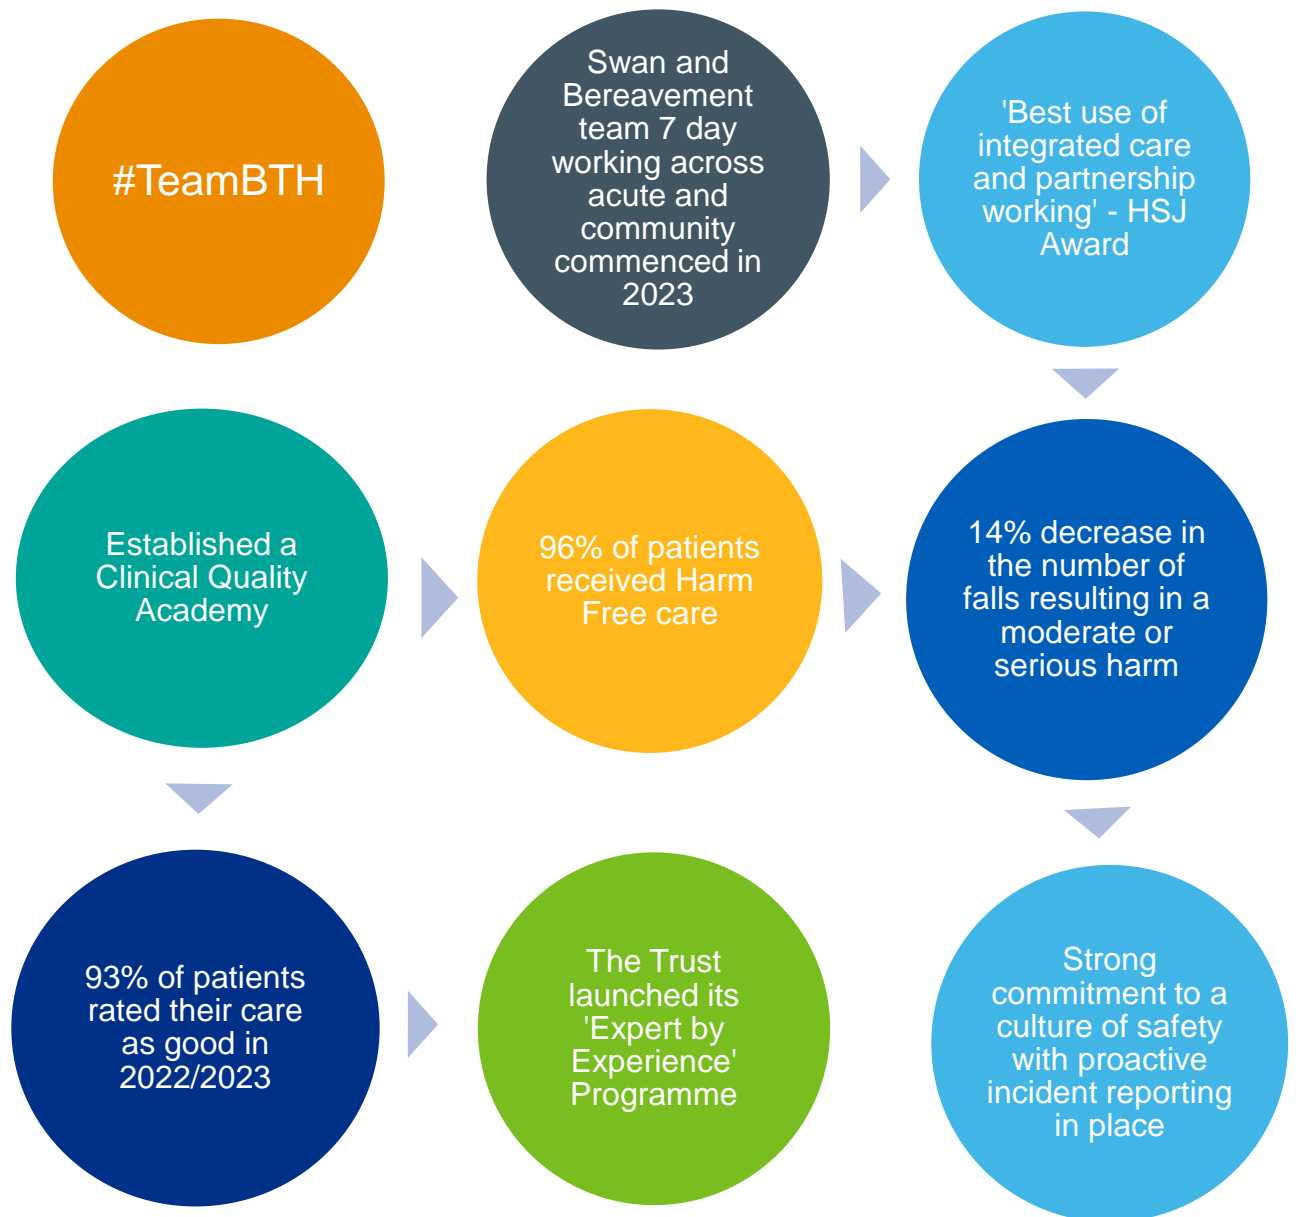 #TeamBTH
Swan and
Bereavement
team 7 day
working across
acute and
community
commenced in
2023
'Best use of
integrated care
and partnership
working' - HSJ
Award
Established a
Clinical Quality
Academy
96% of patients
received Harm
Free care
14% decrease in
the number of
falls resulting in a
moderate or
serious harm
93% of patients
rated their care
as good in
2022/2023
The Trust
launched its
'Expert by
Experience'
Programme
Strong
commitment to a
culture of safety
with proactive
incident reporting
in place